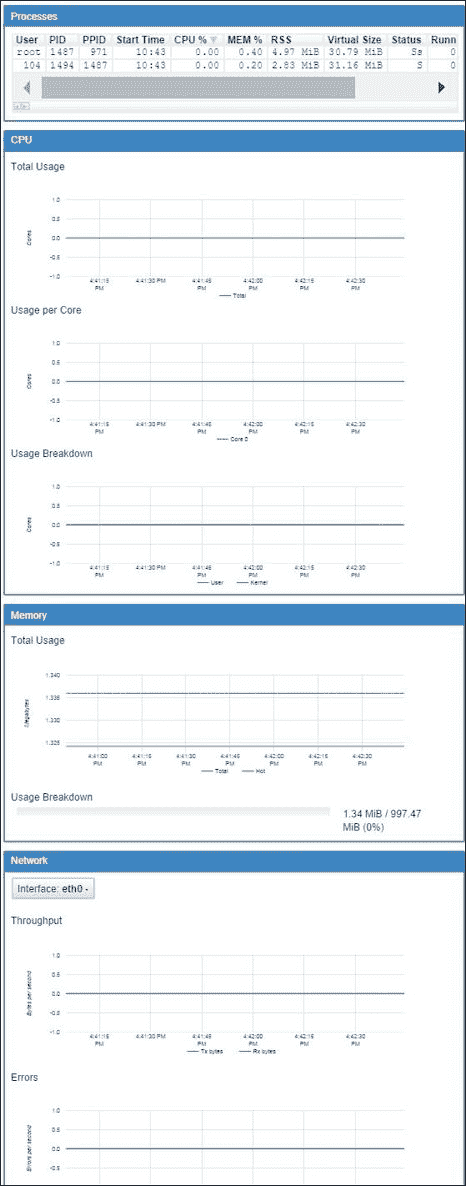 Processes
User PID PPID Start Time CPU % MEM % RSS Virtual Size Status Runn
root 1487 971 10:43 0.00 0.40 4.97 MiB 30.79 MiB Ss 0
104 1494 1487 10:43 0.00 0.20 2.83 MiB 31.16 MiB S 0
CPU
Total Usage
1.0
0.5
0.0
-0.5
-1.0
Cores
4:41:15 PM 4:41:30 PM 4:41:45 PM 4:42:00 PM 4:42:15 PM 4:42:30 PM
Total
Usage per Core
1.0
0.5
0.0
-0.5
-1.0
Cores
4:41:15 PM 4:41:30 PM 4:41:45 PM 4:42:00 PM 4:42:15 PM 4:42:30 PM
Core 0
Usage Breakdown
1.0
0.5
0.0
-0.5
-1.0
Cores
4:41:15 PM 4:41:30 PM 4:41:45 PM 4:42:00 PM 4:42:15 PM 4:42:30 PM
User Kernel
Memory
Total Usage
1.340
1.335
1.330
1.325
Megabytes
4:41:00 PM 4:41:15 PM 4:41:30 PM 4:41:45 PM 4:42:00 PM 4:42:15 PM 4:42:30 PM
Total Hot
Usage Breakdown
1.34 MiB / 997.47
MiB (0%)
Network
Interface: eth0
Throughput
1.0
0.5
0.0
-0.5
-1.0
Bytes per second
4:41:15 PM 4:41:30 PM 4:41:45 PM 4:42:00 PM 4:42:15 PM 4:42:30 PM
Tx bytes Rx bytes
Errors
1.0
0.5
0.0
-0.5
Errors per second